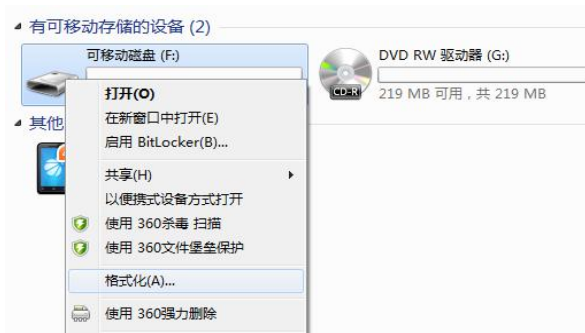 有可移动存储的设备 (2)
可移动磁盘 (F:)
DVD RW 驱动器 (G:)
CD-R
219 MB 可用，共 219 MB
打开(O)
在新窗口中打开(E)
启用 BitLocker(B)...
其他
共享(H)
以便携式设备方式打开
使用 360杀毒 扫描
使用 360文件堡垒保护
格式化(A)...
使用 360强力删除